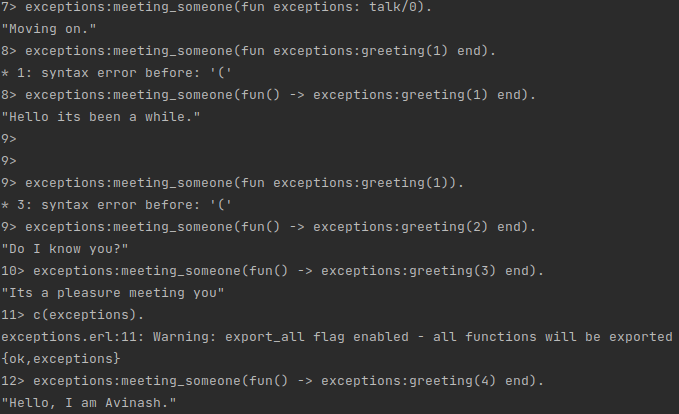 7> exceptions:meeting_someone(fun exceptions: talk/0).
"Moving on."
8> exceptions:meeting_someone(fun exceptions:greeting(1) end).
* 1: syntax error before: '('
8> exceptions:meeting_someone(fun() -> exceptions:greeting(1) end).
"Hello its been a while."
9>
9>
9> exceptions:meeting_someone(fun exceptions:greeting(1)).
* 3: syntax error before: '('
9> exceptions:meeting_someone(fun() -> exceptions:greeting(2) end).
"Do I know you?"
10> exceptions:meeting_someone(fun() -> exceptions:greeting(3) end).
"Its a pleasure meeting you"
11> c(exceptions).
exceptions.erl:11: Warning: export_all flag enabled - all functions will be exported
{ok,exceptions}
12> exceptions:meeting_someone(fun() -> exceptions:greeting(4) end).
"Hello, I am Avinash."